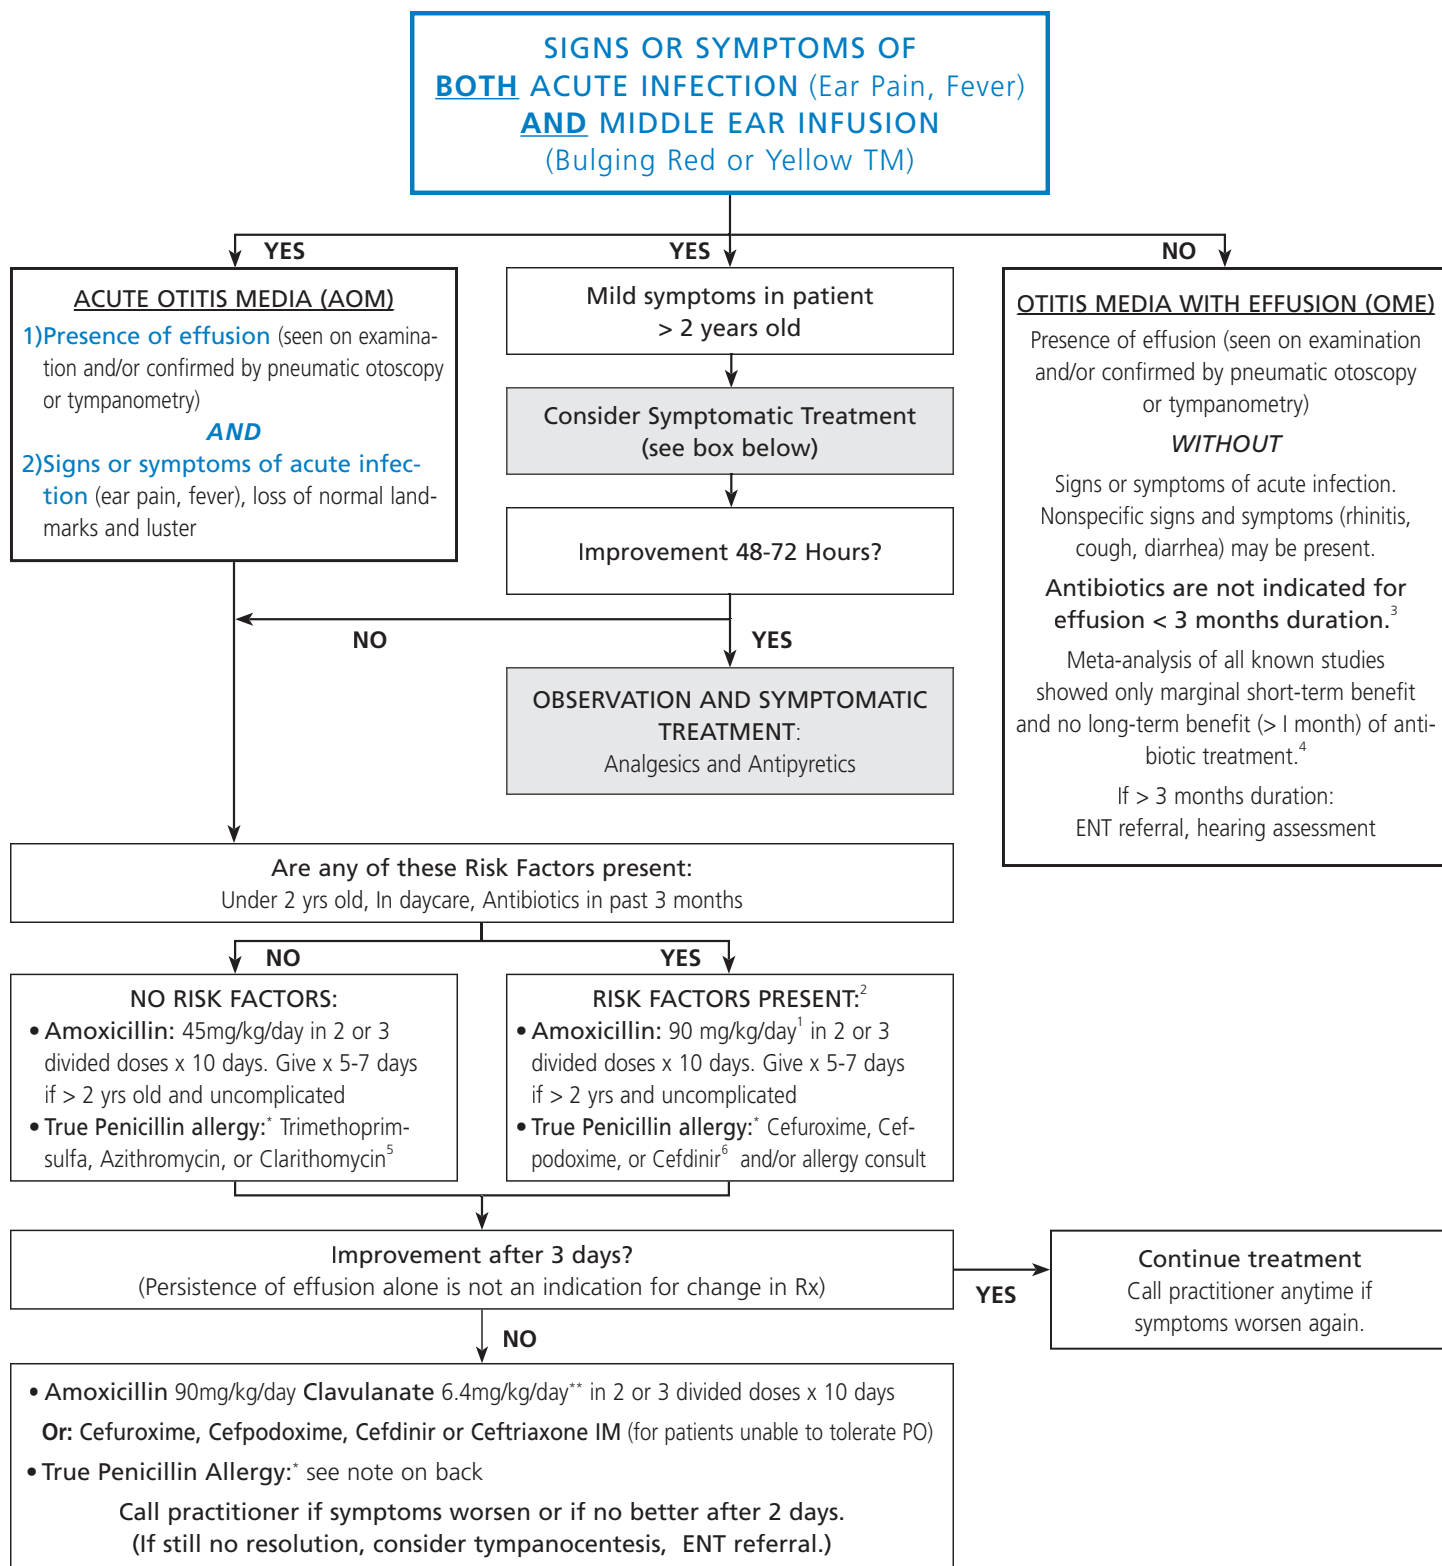 SIGNS OR SYMPTOMS OF
BOTH ACUTE INFECTION (Ear Pain, Fever)
AND MIDDLE EAR INFUSION
(Bulging Red or Yellow TM)
YES
YES
NO
ACUTE OTITIS MEDIA (AOM)
1)Presence of effusion (seen on examina-
tion and/or confirmed by pneumatic otoscopy
or tympanometry)
AND
2)Signs or symptoms of acute infec-
tion (ear pain, fever), loss of normal land-
marks and luster
Mild symptoms in patient
> 2 years old
Consider Symptomatic Treatment
(see box below)
Improvement 48-72 Hours?
NO
YES
OBSERVATION AND SYMPTOMATIC
TREATMENT:
Analgesics and Antipyretics
OTITIS MEDIA WITH EFFUSION (OME)
Presence of effusion (seen on examination
and/or confirmed by pneumatic otoscopy
or tympanometry)
WITHOUT
Signs or symptoms of acute infection.
Nonspecific signs and symptoms (rhinitis,
cough, diarrhea) may be present.
Antibiotics are not indicated for
effusion < 3 months duration.3
Meta-analysis of all known studies
showed only marginal short-term benefit
and no long-term benefit (> I month) of anti-
biotic treatment.4
If > 3 months duration:
ENT referral, hearing assessment
Are any of these Risk Factors present:
Under 2 yrs old, In daycare, Antibiotics in past 3 months
NO
YES
NO RISK FACTORS:
• Amoxicillin: 45mg/kg/day in 2 or 3
divided doses x 10 days. Give x 5-7 days
if > 2 yrs old and uncomplicated
• True Penicillin allergy:* Trimethoprim-
sulfa, Azithromycin, or Clarithomycin5
RISK FACTORS PRESENT:2
• Amoxicillin: 90 mg/kg/day1 in 2 or 3
divided doses x 10 days. Give x 5-7 days
if > 2 yrs and uncomplicated
• True Penicillin allergy:* Cefuroxime, Cef-
podoxime, or Cefdinir6 and/or allergy consult
Improvement after 3 days?
(Persistence of effusion alone is not an indication for change in Rx)
YES
Continue treatment
Call practitioner anytime if
symptoms worsen again.
NO
• Amoxicillin 90mg/kg/day Clavulanate 6.4mg/kg/day** in 2 or 3 divided doses x 10 days
Or: Cefuroxime, Cefpodoxime, Cefdinir or Ceftriaxone IM (for patients unable to tolerate PO)
• True Penicillin Allergy:* see note on back
Call practitioner if symptoms worsen or if no better after 2 days.
(If still no resolution, consider tympanocentesis, ENT referral.)